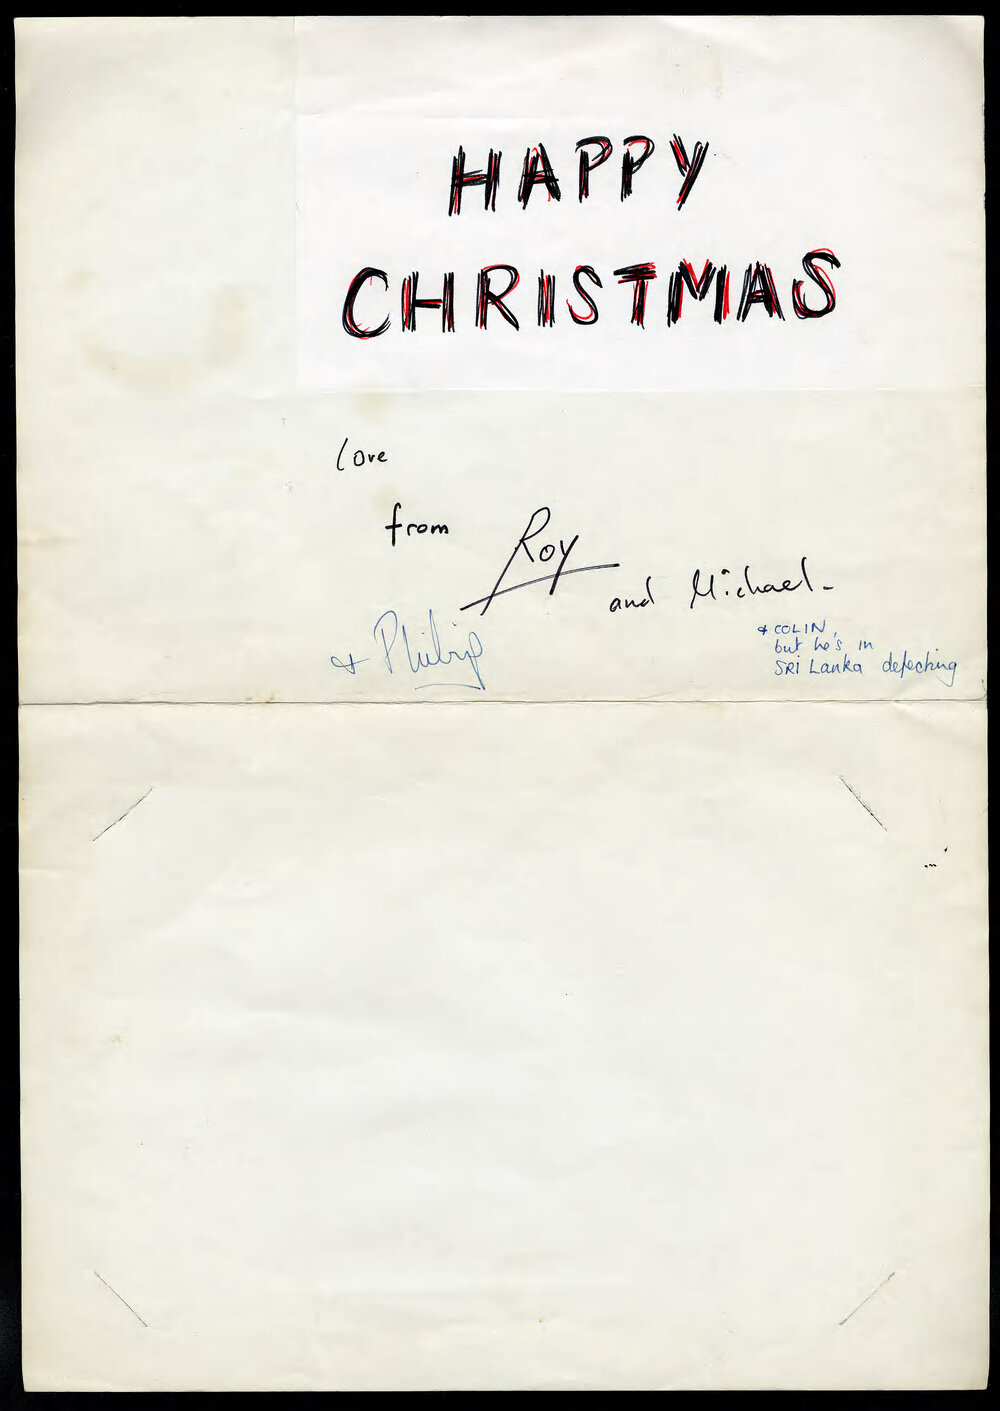 HAPPY
CHRISTMAS
love
from Roy
and Michael.
& Philip
& COLIN,
but he's in
SRI Lanka defecting